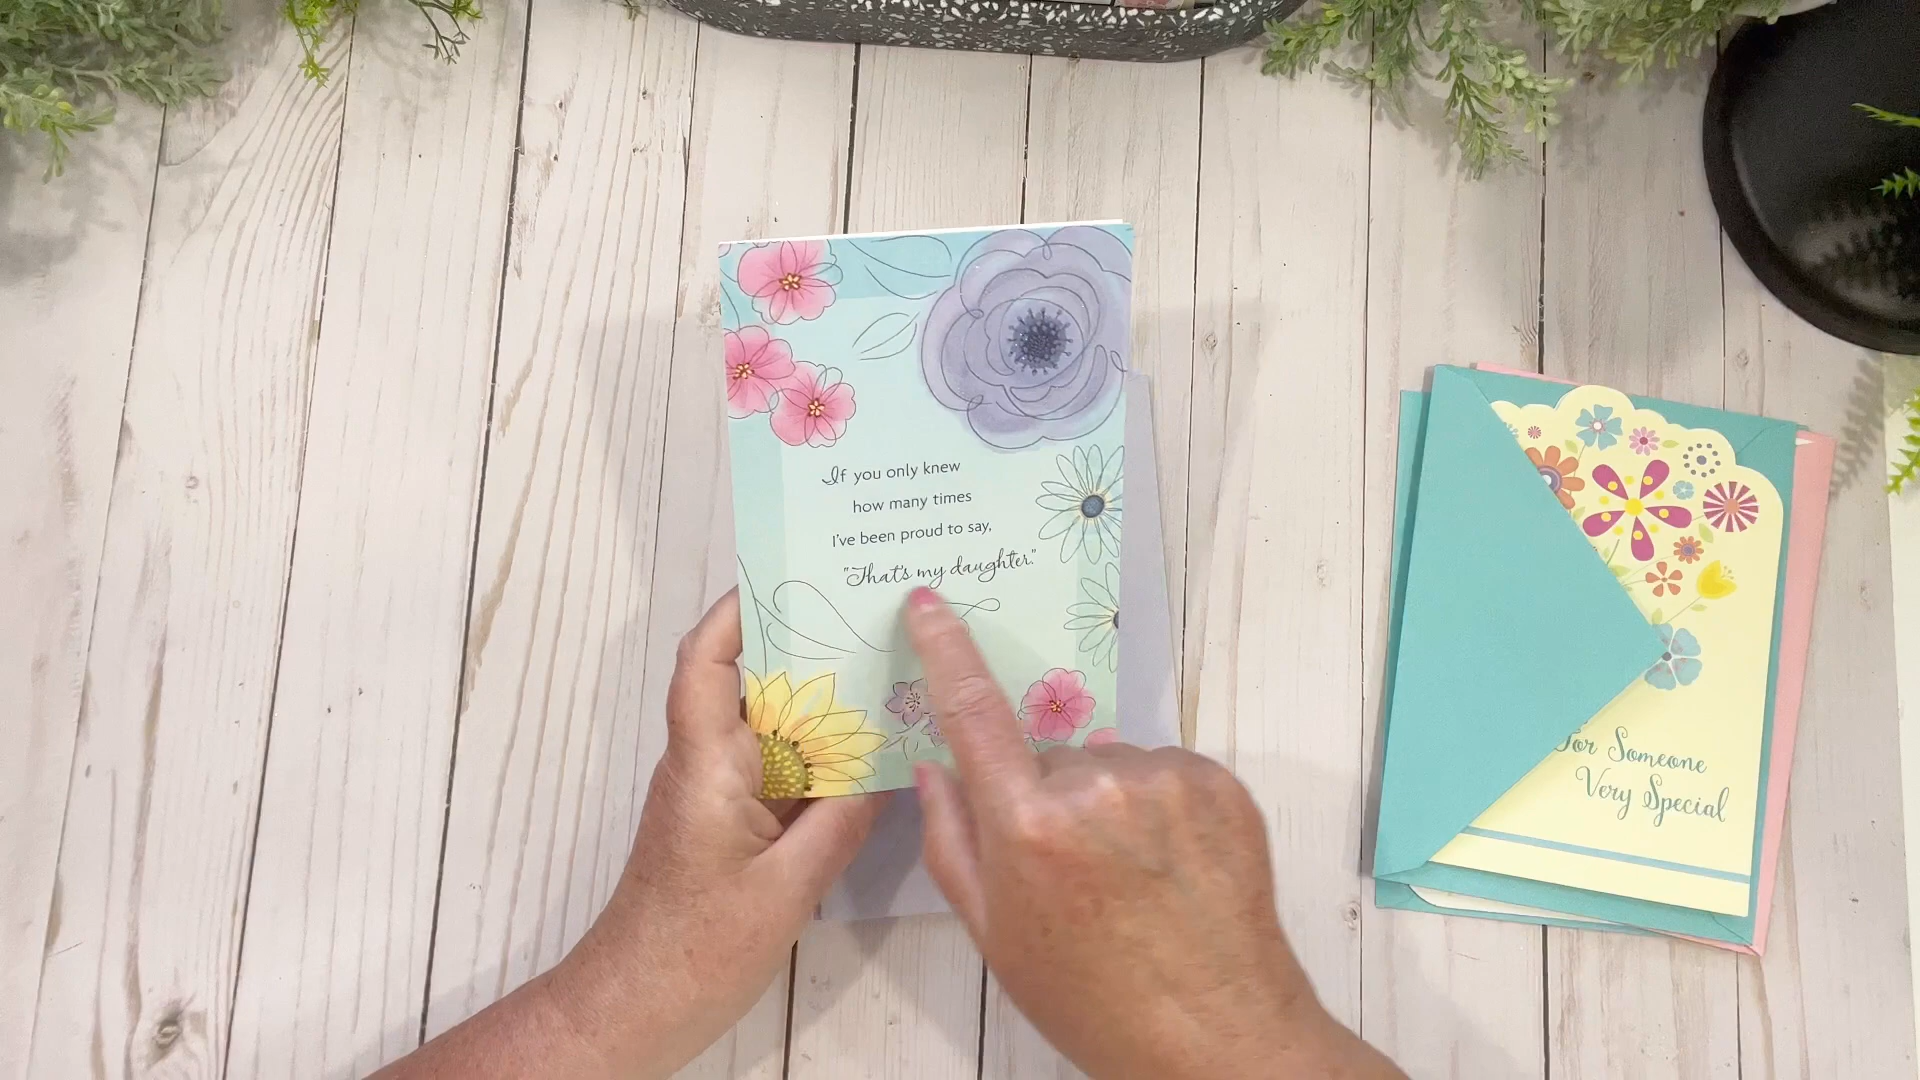 If you only knew
how many times
I've been proud to say,
"That's my daughter."
For Someone
Very Special